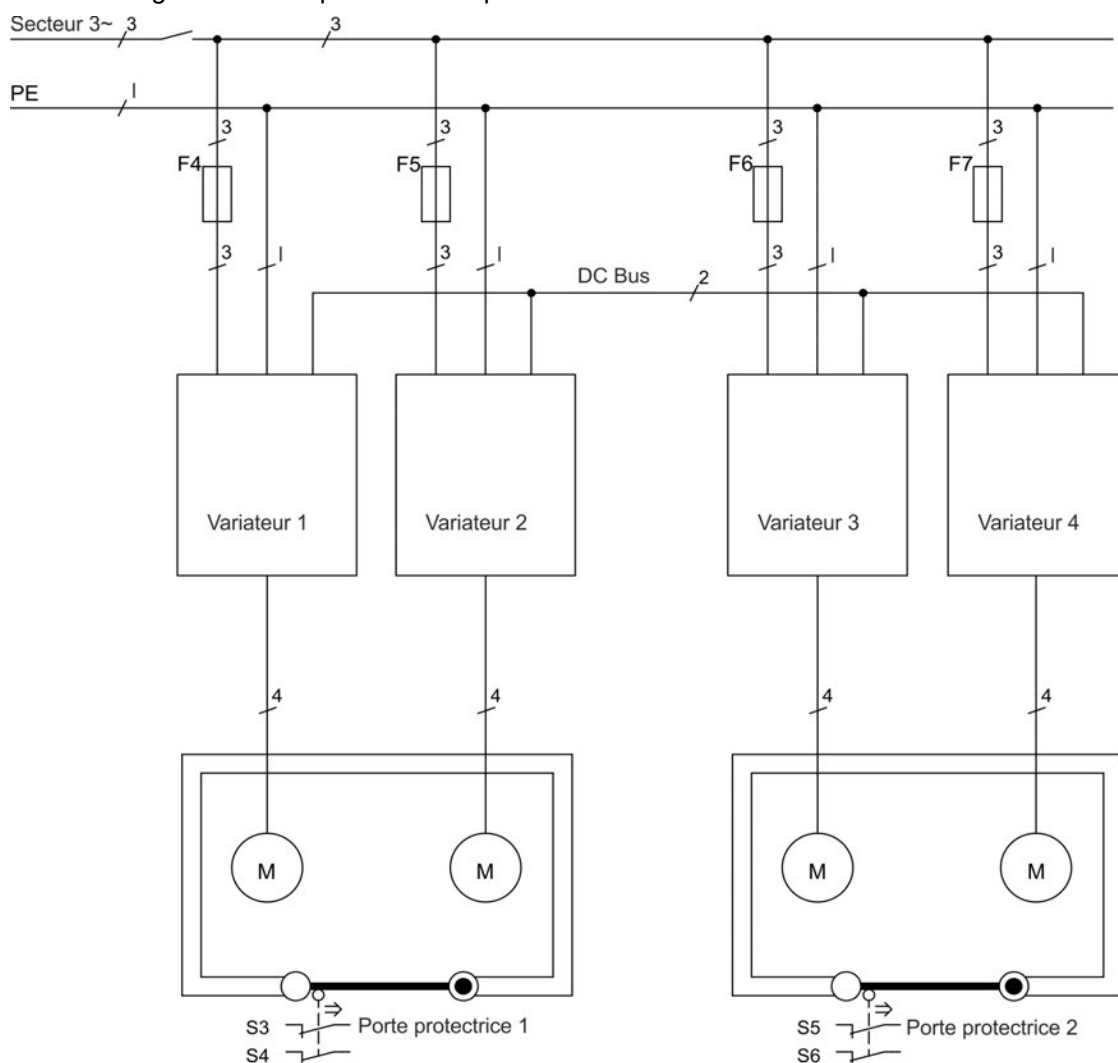 Secteur 3~ 3 3
PE I
3 3 3 3
F4 F5 F6 F7
3 I 3 I 3 I 3 I
DC Bus 2
Variateur 1 Variateur 2 Variateur 3 Variateur 4
4 4 4 4
M M M M
S3 Porte protectrice 1 S5 Porte protectrice 2
S4 S6